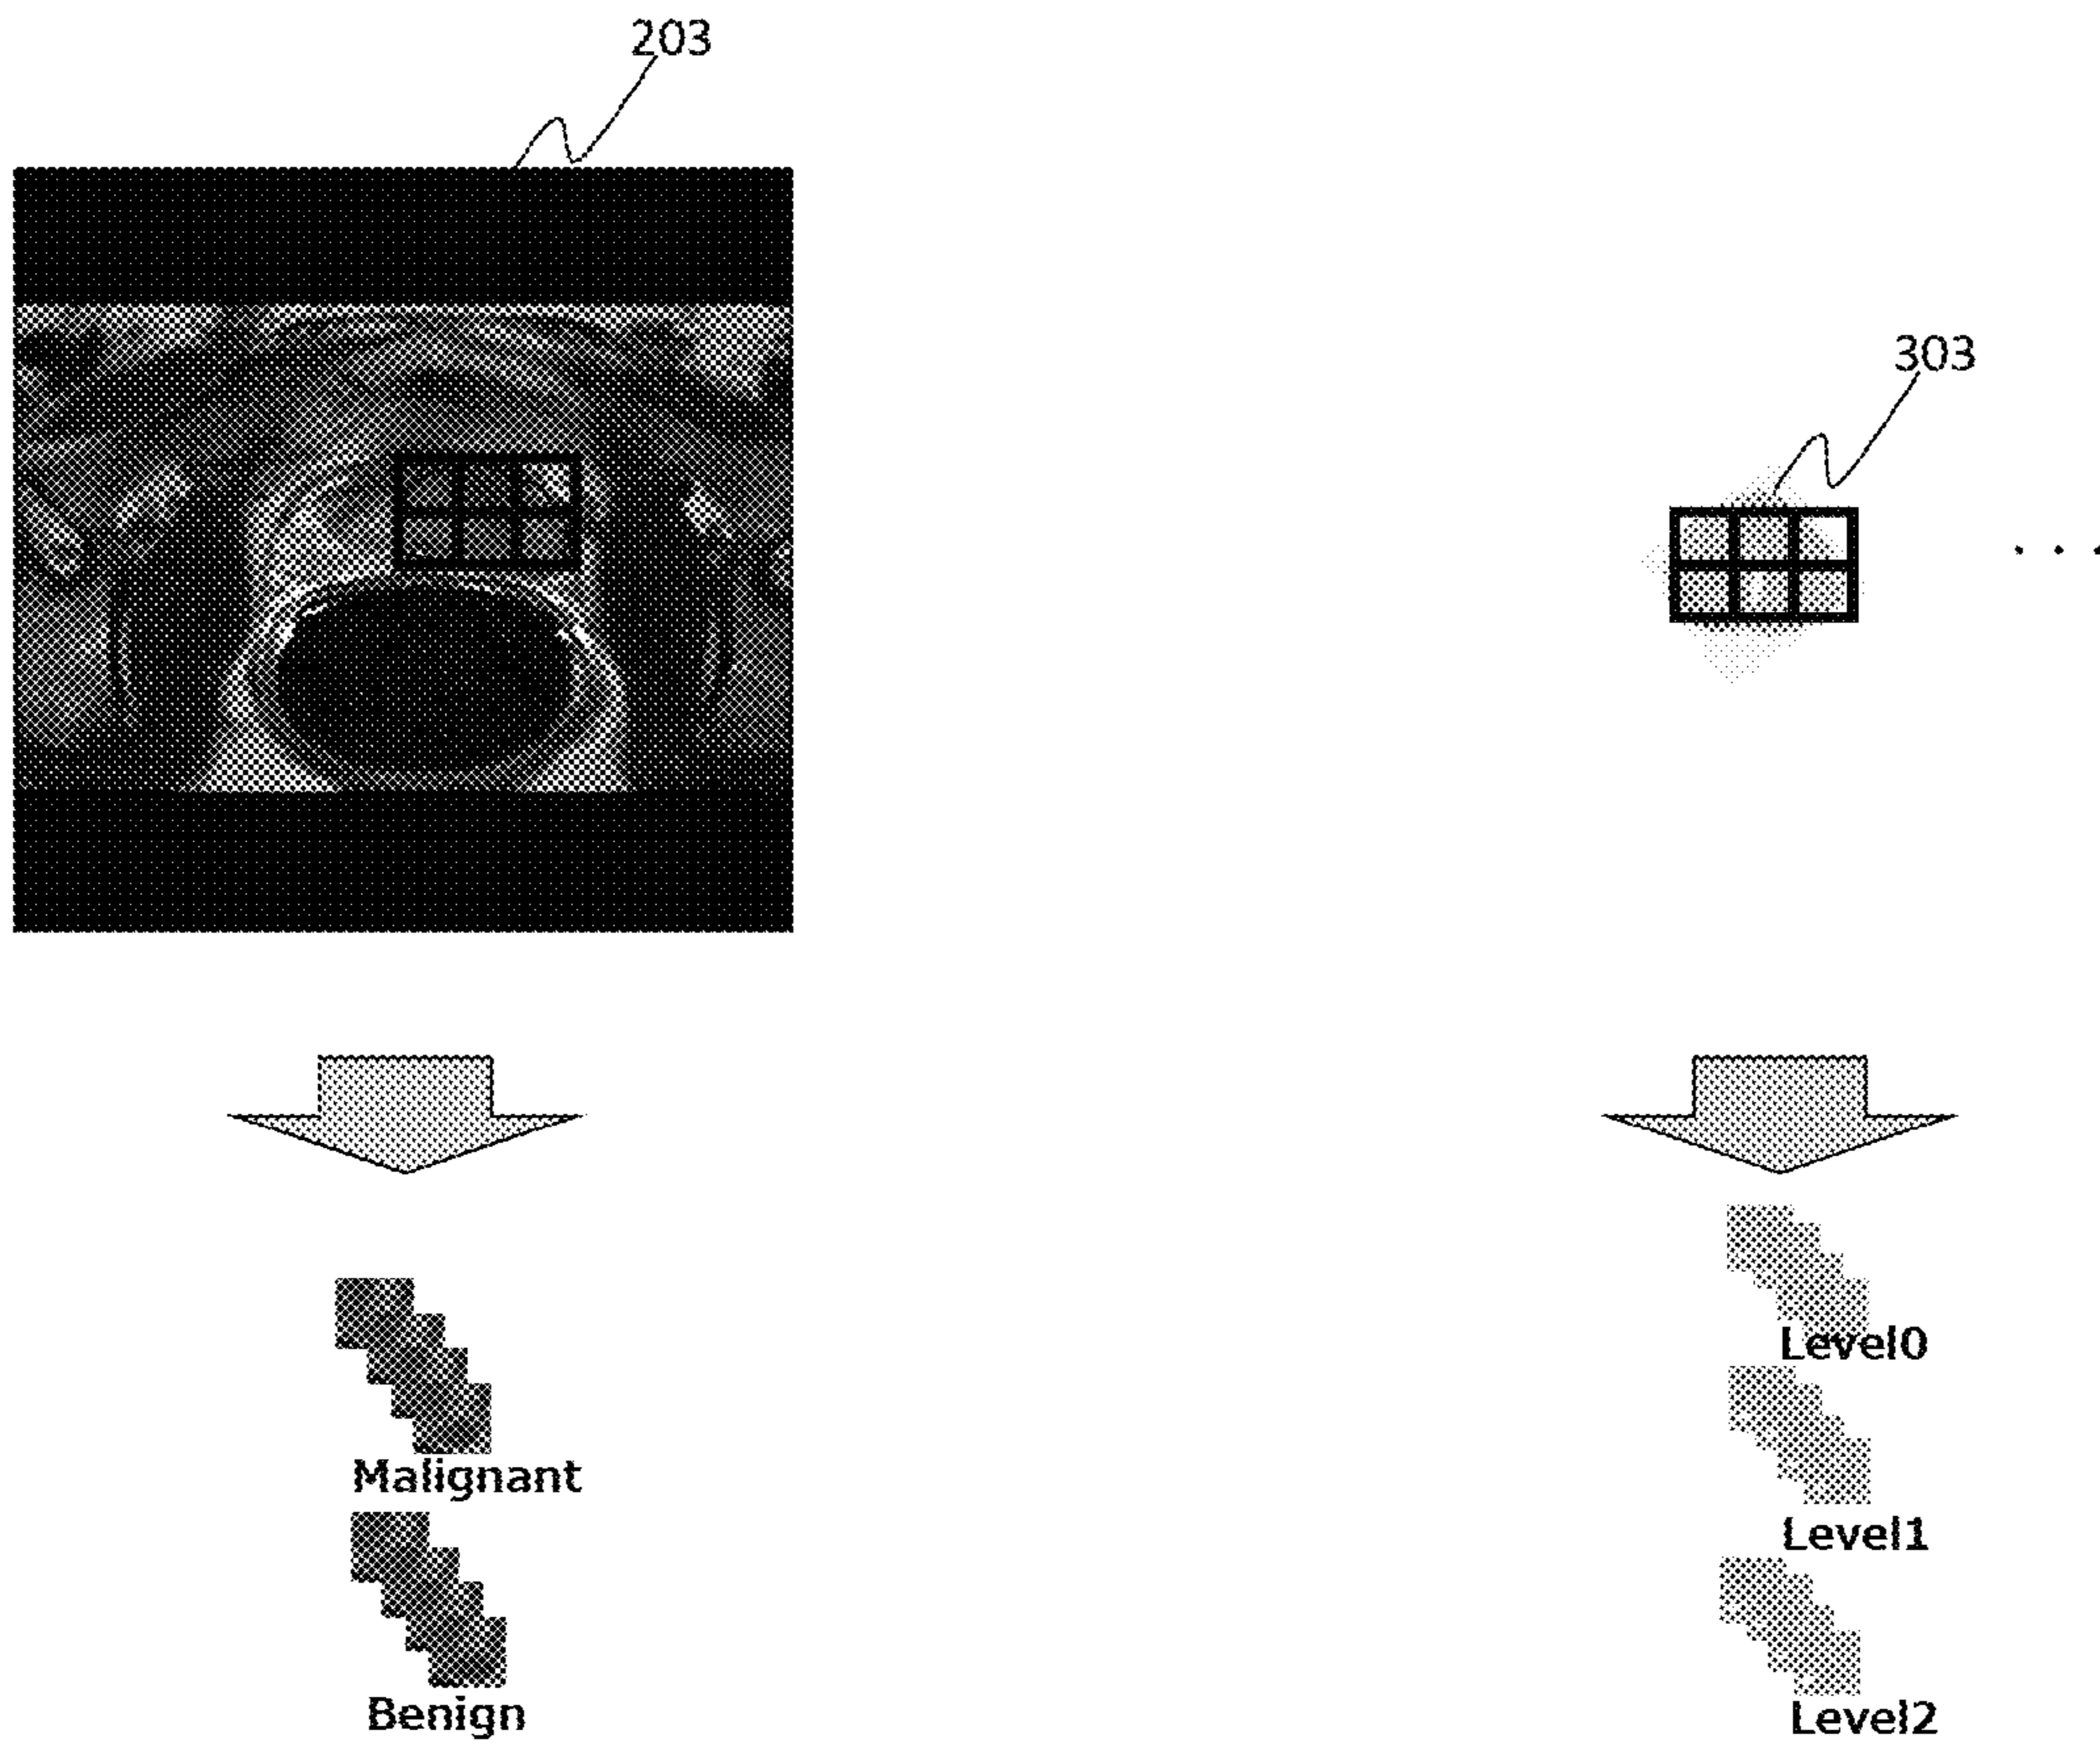 203
303
. . .
Malignant
Benign
Level0
Level1
Level2